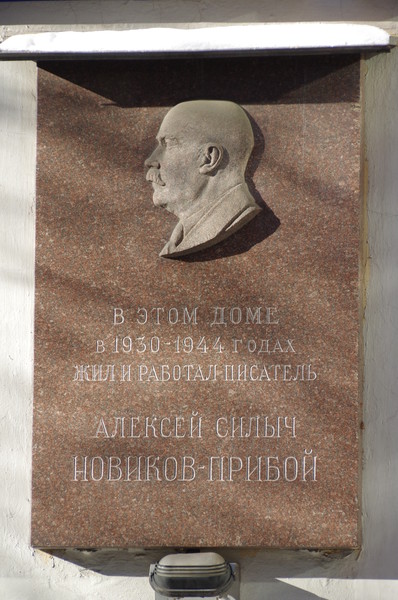 В ЭТОМ ДОМЕ
в 1930-1944 годах
ЖИЛ И РАБОТАЛ ПИСАТЕЛЬ
АЛЕКСЕЙ СИЛЫЧ
НОВИКОВ-ПРИБОЙ